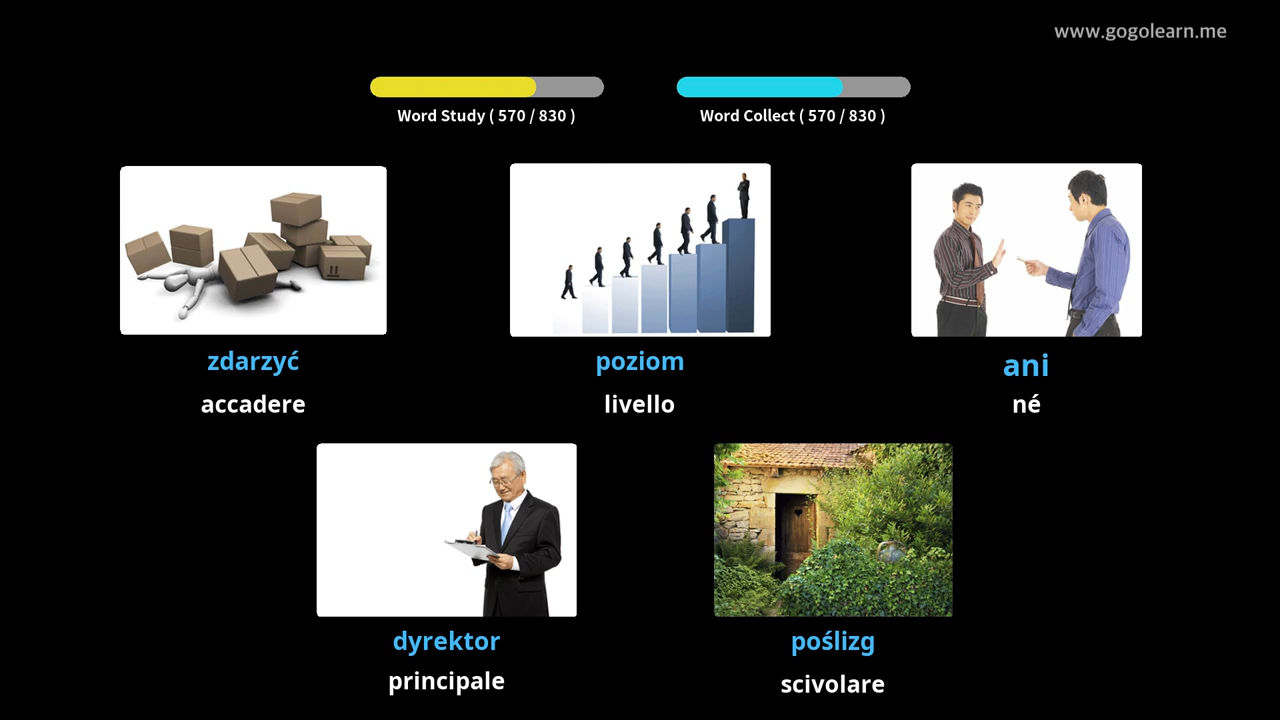 www.gogolearn.me
Word Study ( 570 / 830 )
Word Collect ( 570 / 830 )
zdarzyć
accadere
poziom
livello
ani
né
dyrektor
principale
poślizg
scivolare